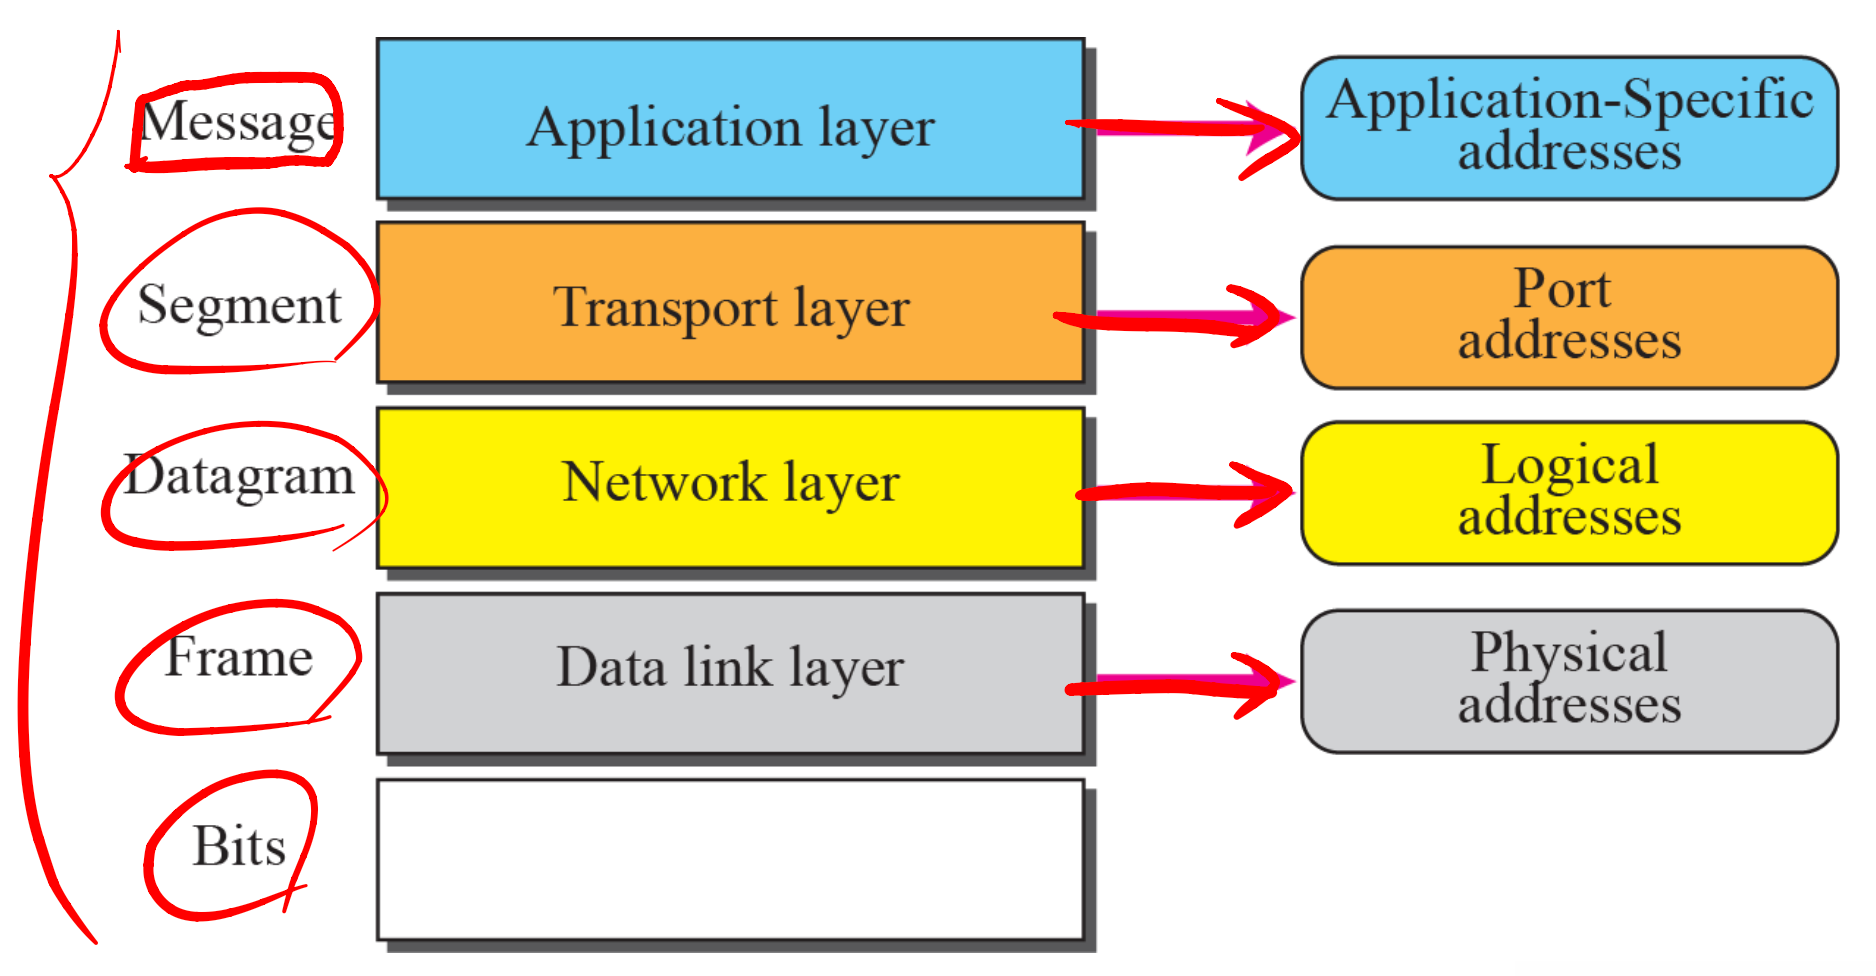 Message
Application layer
Application-Specific
addresses
Segment
Transport layer
Port
addresses
Datagram
Network layer
Logical
addresses
Frame
Data link layer
Physical
addresses
Bits